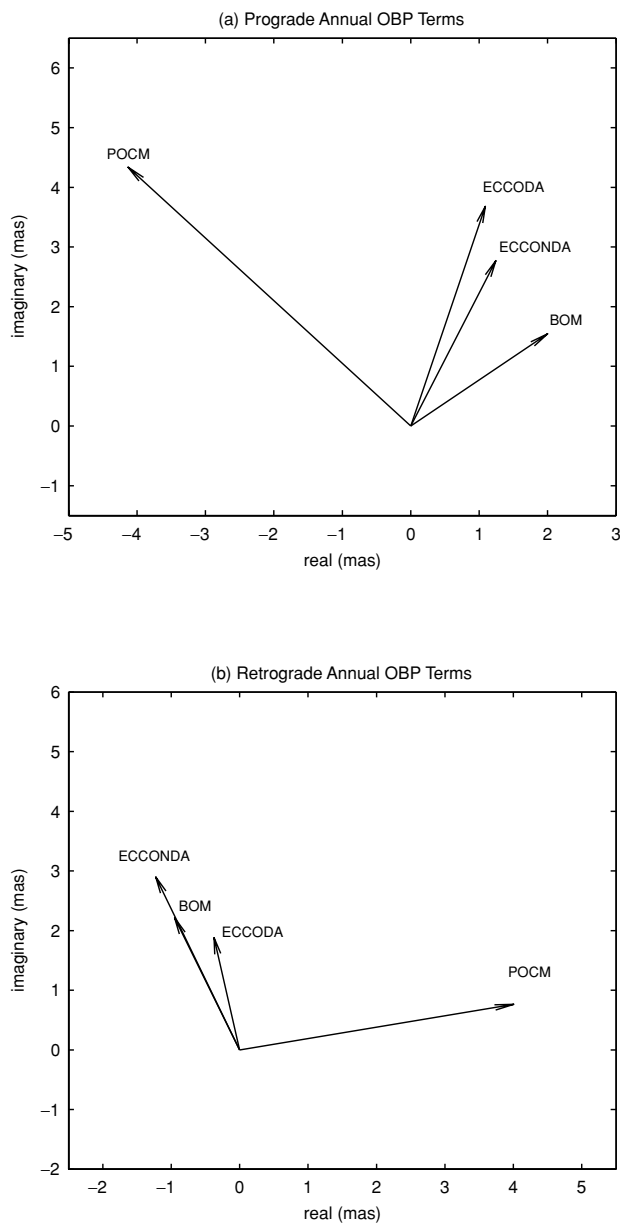 (a) Prograde Annual OBP Terms
6
5
4
3
2
1
0
−1
imaginary (mas)
POCM
ECCODA
ECCONDA
BOM
−5 −4 −3 −2 −1 0 1 2 3
real (mas)
(b) Retrograde Annual OBP Terms
6
5
4
3
2
1
0
−1
−2
imaginary (mas)
ECCONDA
BOM
ECCODA
POCM
−2 −1 0 1 2 3 4 5
real (mas)